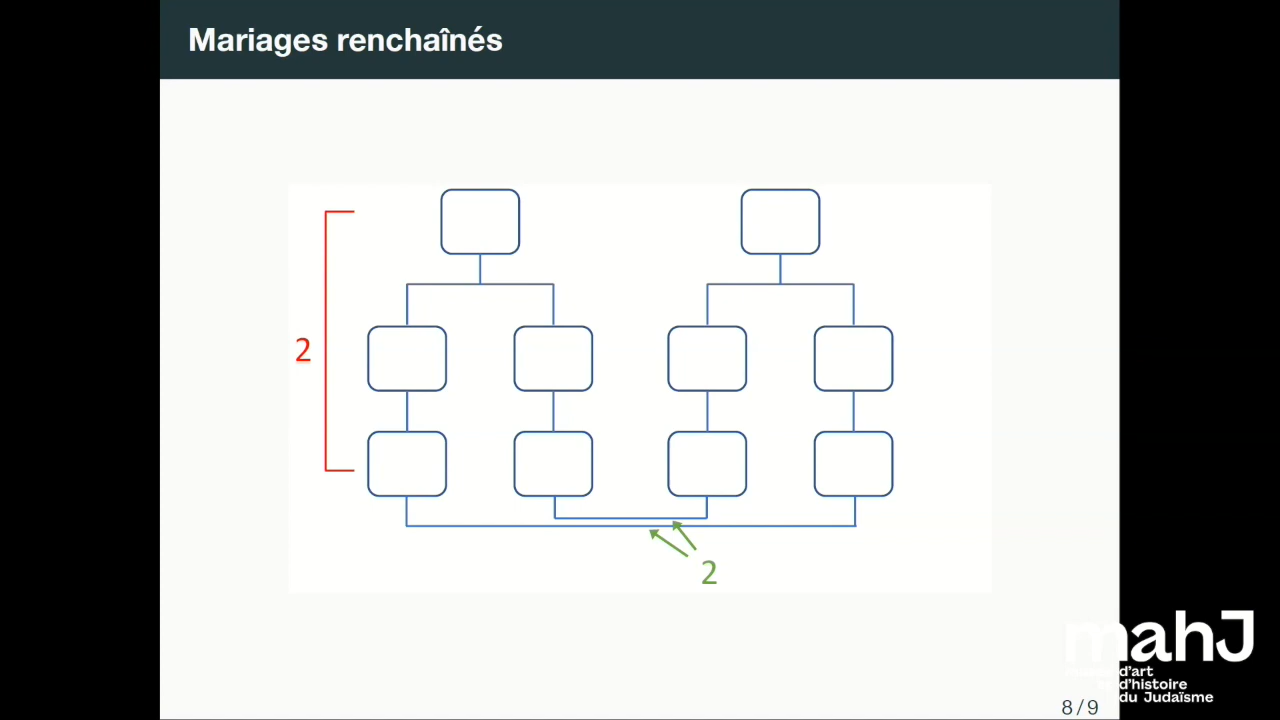 Mariages renchaînés
2
2
mahJ
d'art
d'histoire
du Judaïsme
8/9